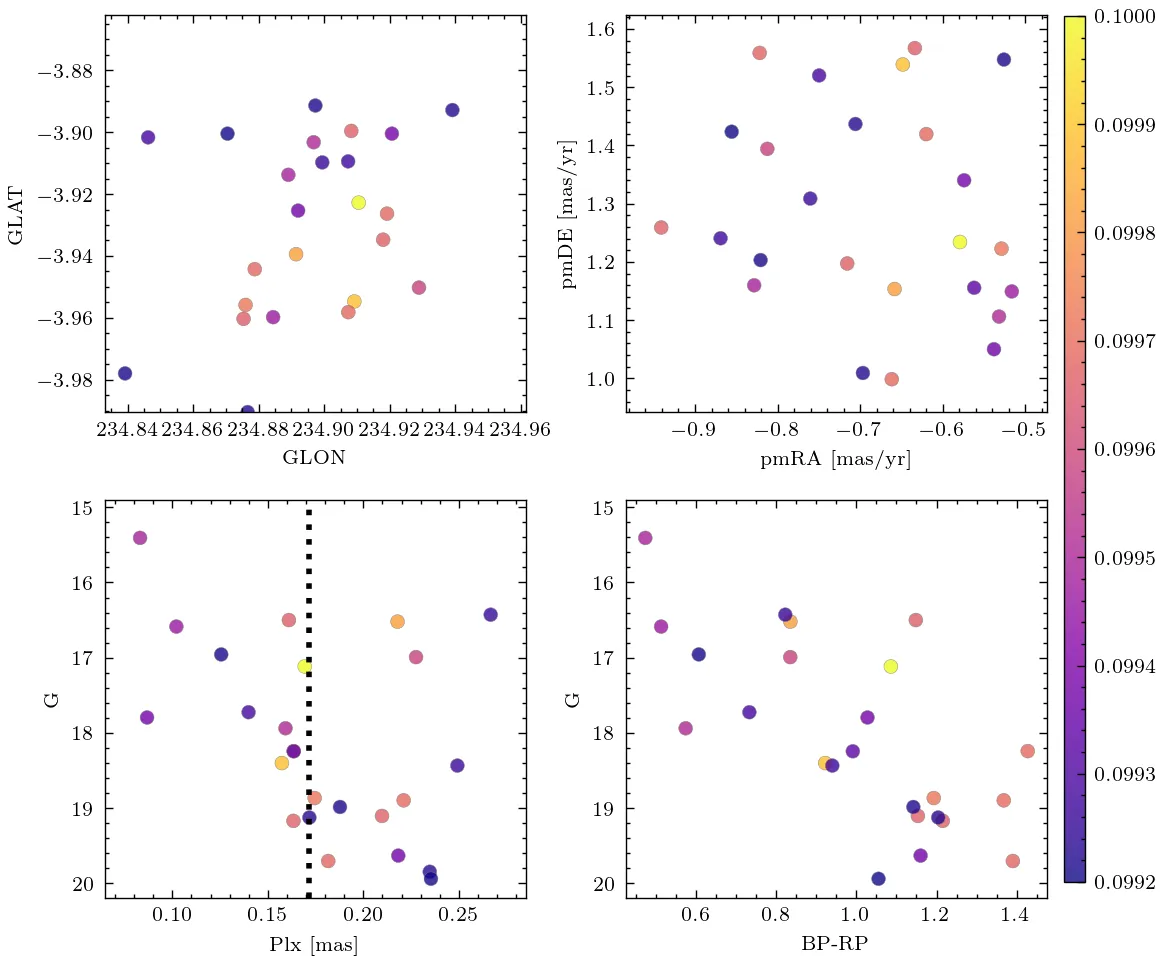 −3.88
−3.90
−3.92
−3.94
−3.96
−3.98
GLAT
234.84 234.86 234.88 234.90 234.92 234.94 234.96
GLON
1.6
1.5
1.4
1.3
1.2
1.1
1.0
pmDE [mas/yr]
−0.9 −0.8 −0.7 −0.6 −0.5
pmRA [mas/yr]
0.1000
0.0999
0.0998
0.0997
0.0996
0.0995
0.0994
0.0993
0.0992
15
16
17
18
19
20
G
0.10 0.15 0.20 0.25
Plx [mas]
15
16
17
18
19
20
G
0.6 0.8 1.0 1.2 1.4
BP-RP